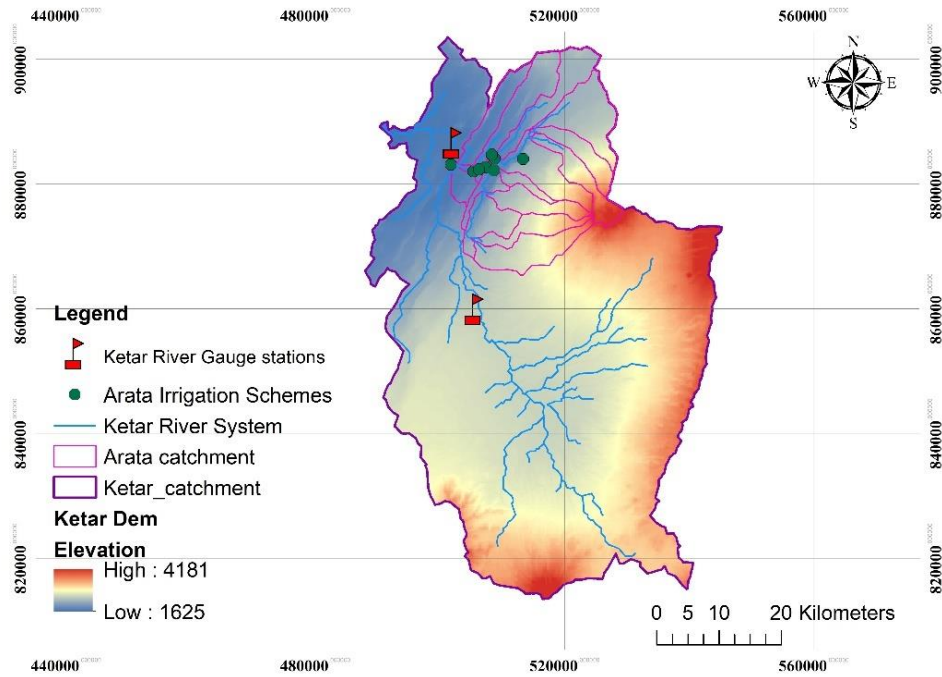 440000 480000 520000 560000
900000 900000
N
W E
S
880000 880000
860000 860000
Legend
Ketar River Gauge stations
Arata Irrigation Schemes
Ketar River System
840000 840000
Arata catchment
Ketar_catchment
Ketar Dem
Elevation
High : 4181
820000 820000
Low : 1625
0 5 10 20 Kilometers
440000 480000 520000 560000